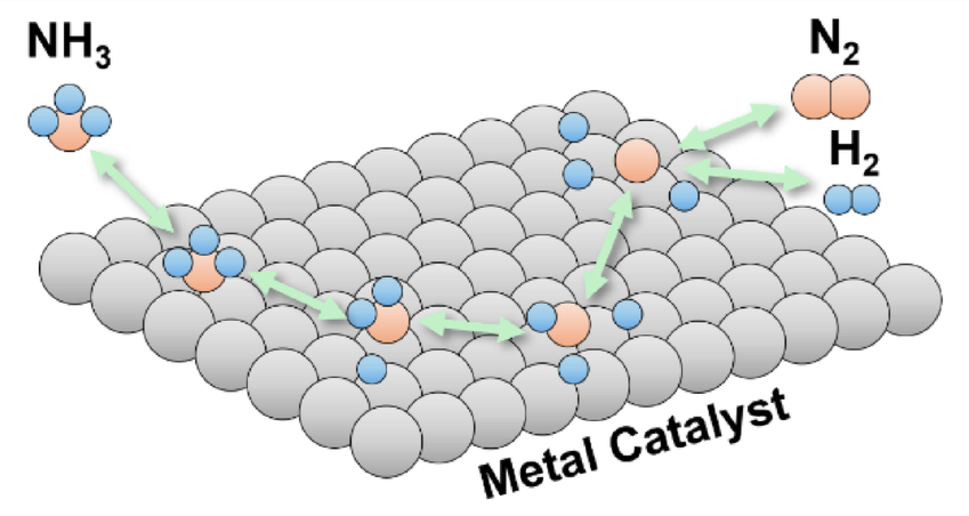 NH₃
N₂
H₂
Metal Catalyst